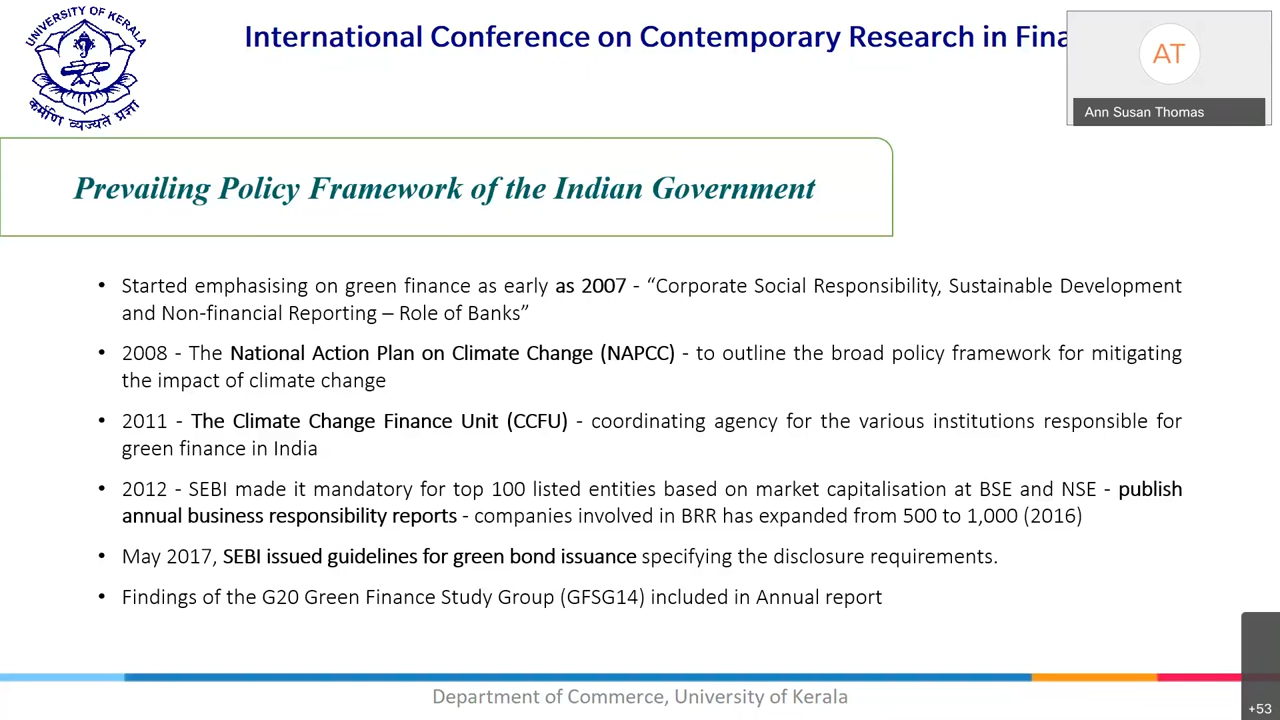 UNIVERSITY OF KERALA
कर्मणि व्यज्यते प्रज्ञा
International Conference on Contemporary Research in Fina
AT
Ann Susan Thomas
Prevailing Policy Framework of the Indian Government
• Started emphasising on green finance as early as 2007 - “Corporate Social Responsibility, Sustainable Development
and Non-financial Reporting – Role of Banks”
• 2008 - The National Action Plan on Climate Change (NAPCC) - to outline the broad policy framework for mitigating
the impact of climate change
• 2011 - The Climate Change Finance Unit (CCFU) - coordinating agency for the various institutions responsible for
green finance in India
• 2012 - SEBI made it mandatory for top 100 listed entities based on market capitalisation at BSE and NSE - publish
annual business responsibility reports - companies involved in BRR has expanded from 500 to 1,000 (2016)
• May 2017, SEBI issued guidelines for green bond issuance specifying the disclosure requirements.
• Findings of the G20 Green Finance Study Group (GFSG14) included in Annual report
Department of Commerce, University of Kerala
+53